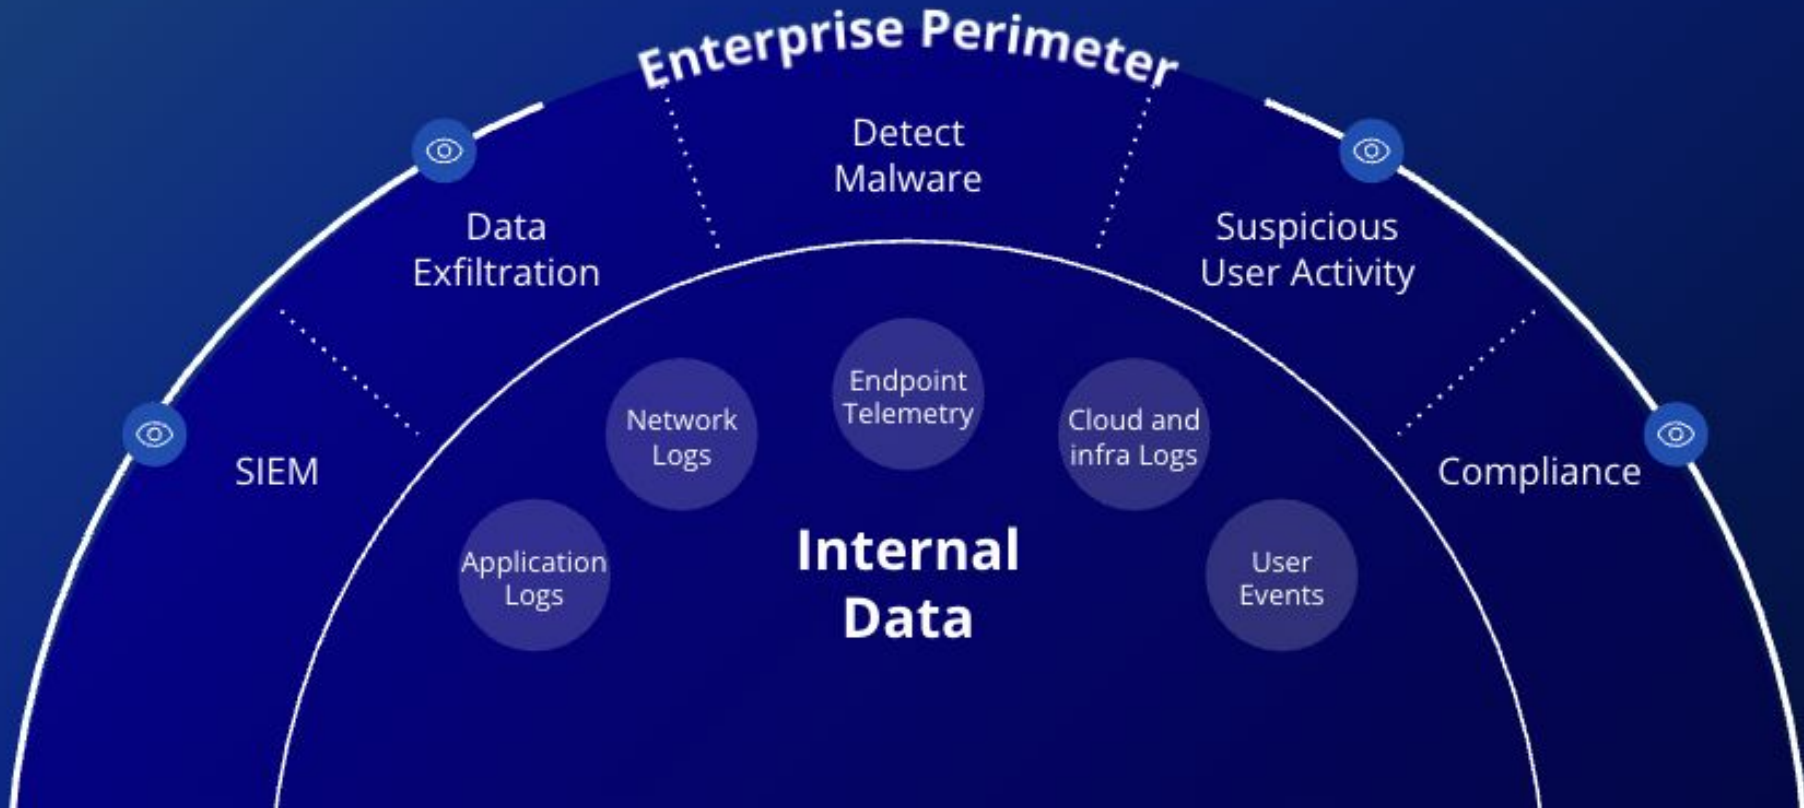 Enterprise Perimeter
Detect
Malware
Data
Exfiltration
Suspicious
User Activity
SIEM
Compliance
Endpoint
Telemetry
Network
Logs
Cloud and
infra Logs
Application
Logs
User
Events
Internal
Data